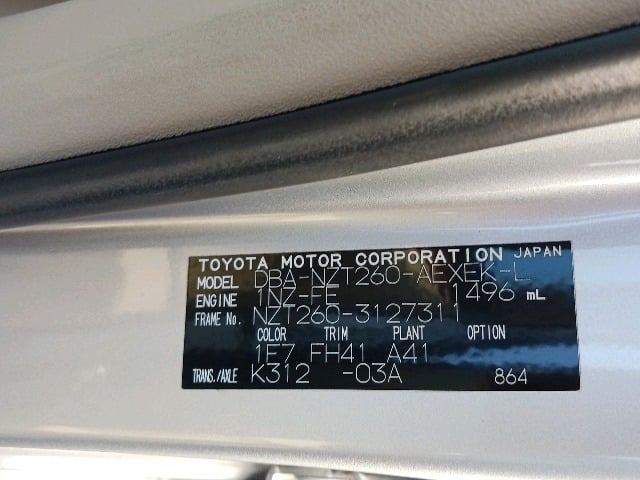 TOYOTA MOTOR CORPORATION JAPAN
MODEL DBA-NZT260-AEXEK-L
ENGINE 1NZ-FE 1496 mL
FRAME No. NZT260-3127311
COLOR TRIM PLANT OPTION
1E7 FH41 A41
TRANS./AXLE K312 -03A 864